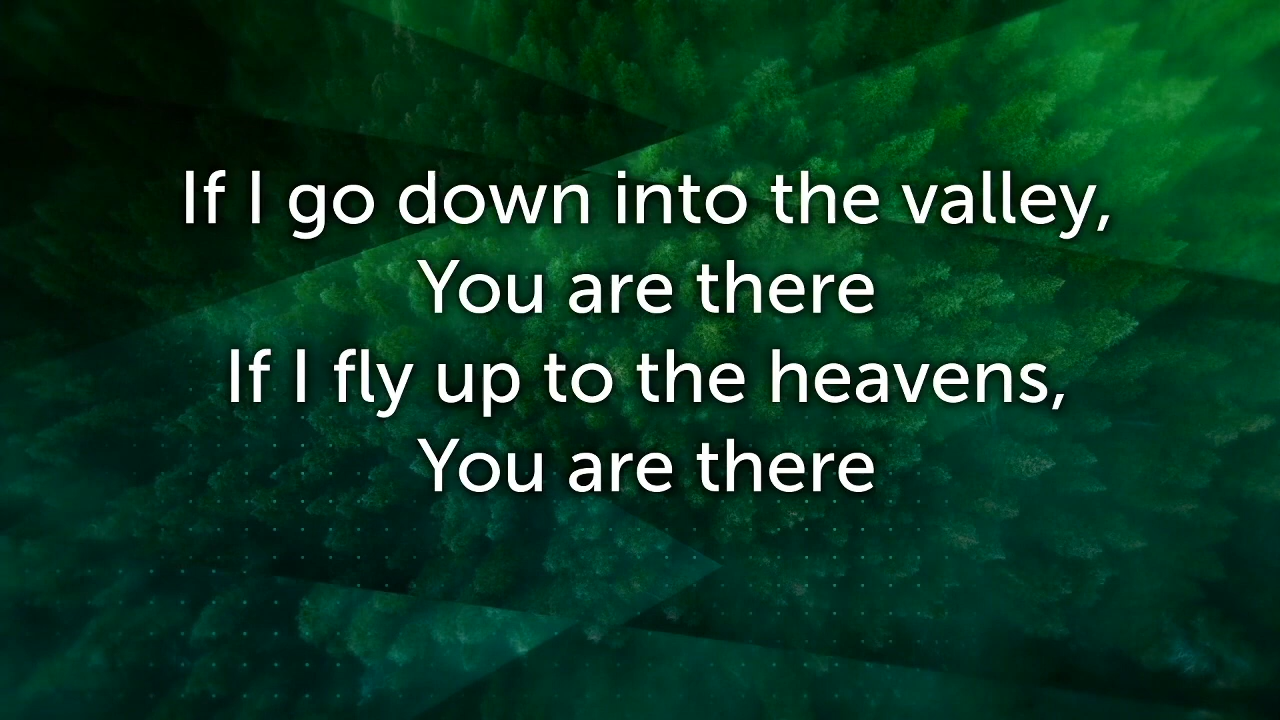 If I go down into the valley,
You are there
If I fly up to the heavens,
You are there